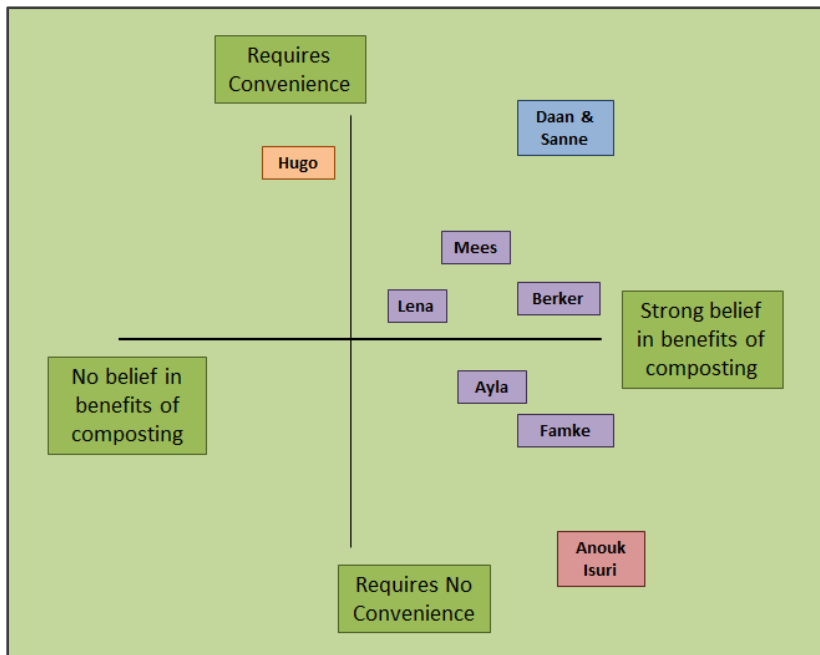 Requires
Convenience
Daan &
Sanne
Hugo
Mees
Lena
Berker
Strong belief
in benefits of
composting
No belief in
benefits of
composting
Ayla
Famke
Anouk
Isuri
Requires No
Convenience